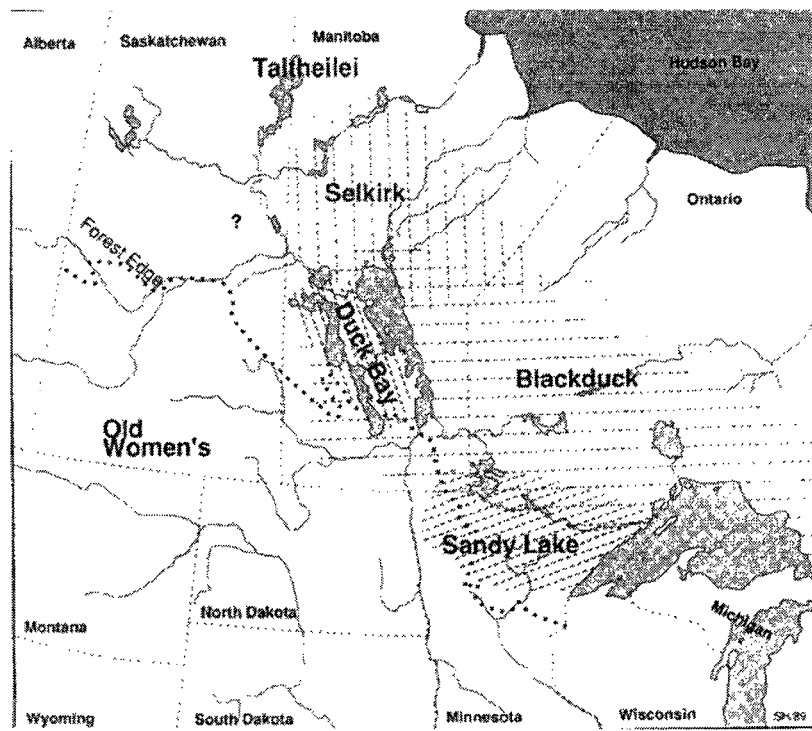 Alberta
Saskatchewan
Manitoba
Taltheilei
Hudson Bay
Selkirk
Ontario
?
Forest Edge
Duck Bay
Blackduck
Old
Women's
Sandy Lake
North Dakota
Montana
Michigan
Wyoming
South Dakota
Minnesota
Wisconsin